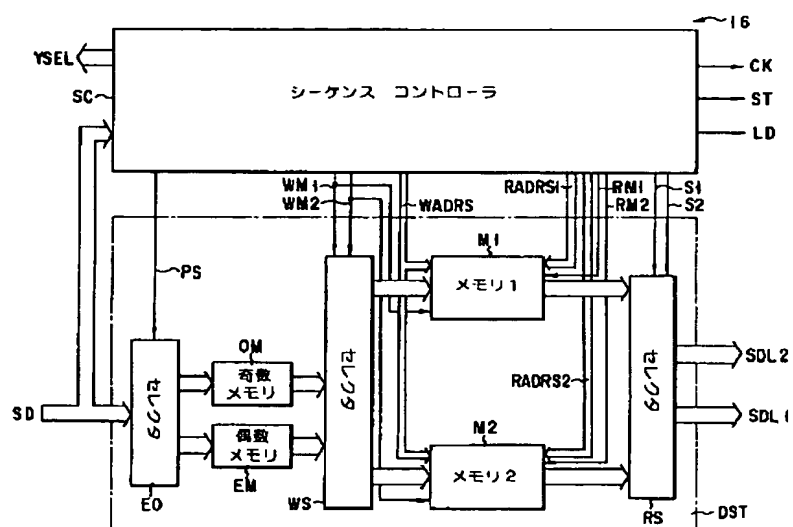 16
YSEL
CK
SC
シーケンス コントローラ
ST
LD
WM1
WM2
WADRS
RADRS1
RM1
RM2
S1
S2
PS
M1
メモリ 1
OM
奇数
メモリ
セレクタ
セレクタ
セレクタ
SDL2
RADRS2
SD
偶数
メモリ
M2
メモリ 2
SDL1
EO
EM
WS
RS
DST